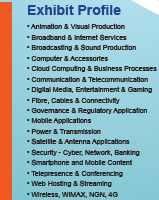 Exhibit Profile
• Animation & Visual Production
• Broadband & Internet Services
• Broadcasting & Sound Production
• Computer & Accessories
• Cloud Computing & Business Processes
• Communication & Telecommunication
• Digital Media, Entertainment & Gaming
• Fibre, Cables & Connectivity
• Governance & Regulatory Application
• Mobile Applications
• Power & Transmission
• Satellite & Antenna Applications
• Security - Cyber, Network, Banking
• Smartphone and Mobile Content
• Telepresence & Conferencing
• Web Hosting & Streaming
• Wireless, WIMAX, NGN, 4G